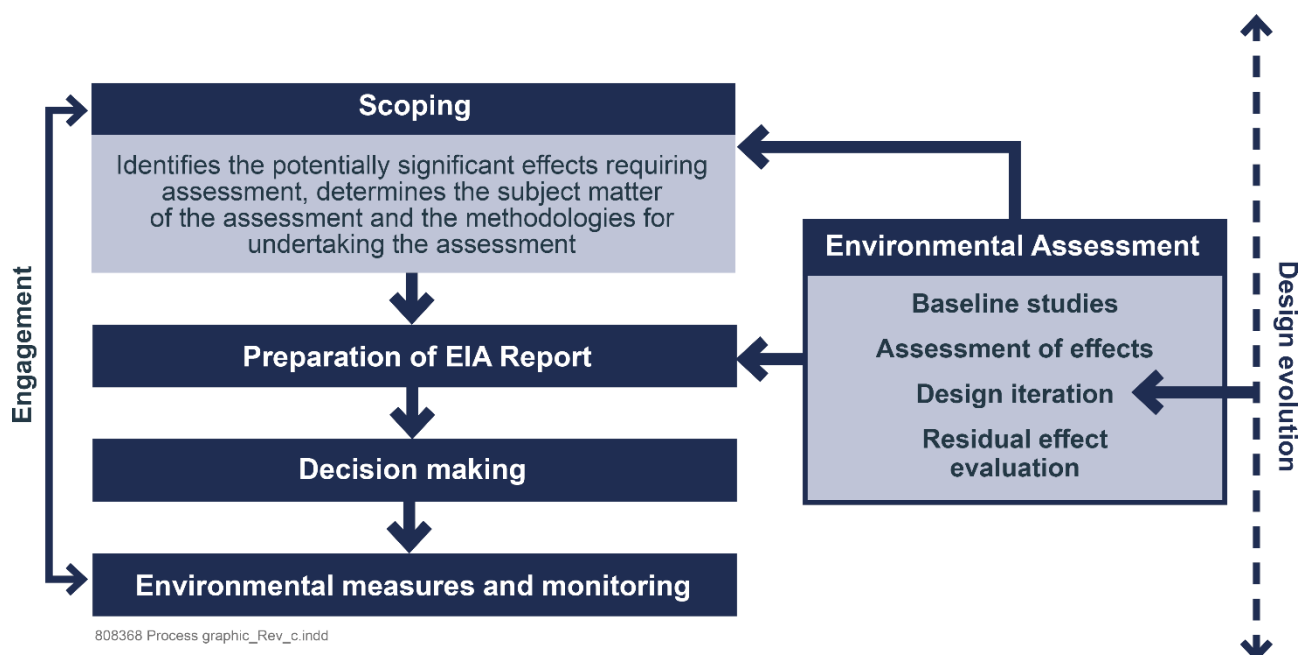 Scoping
Identifies the potentially significant effects requiring
assessment, determines the subject matter
of the assessment and the methodologies for
undertaking the assessment
Preparation of EIA Report
Decision making
Environmental measures and monitoring
Engagement
Environmental Assessment
Baseline studies
Assessment of effects
Design iteration
Residual effect
evaluation
Design evolution
808368 Process graphic_Rev_c.indd